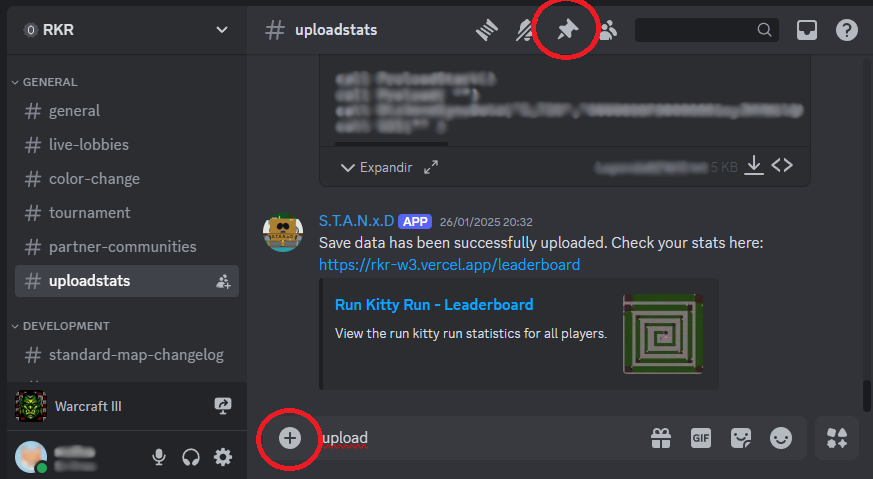 RKR
# uploadstats
GENERAL
# general
# live-lobbies
# color-change
# tournament
# partner-communities
# uploadstats
DEVELOPMENT
# standard-map-changelog
Warcraft III
Expandir
5 KB
S.T.A.N.x.D APP 26/01/2025 20:32
Save data has been successfully uploaded. Check your stats here:
https://rkr-w3.vercel.app/leaderboard
Run Kitty Run - Leaderboard
View the run kitty run statistics for all players.
upload
GIF